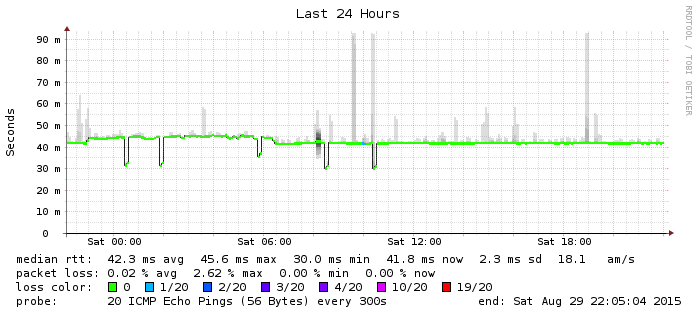 Last 24 Hours
RRDTOOL / TOBI OETIKER
Seconds
90 m
80 m
70 m
60 m
50 m
40 m
30 m
20 m
10 m
0
Sat 00:00 Sat 06:00 Sat 12:00 Sat 18:00
median rtt: 42.3 ms avg 45.6 ms max 30.0 ms min 41.8 ms now 2.3 ms sd 18.1 am/s
packet loss: 0.02 % avg 2.62 % max 0.00 % min 0.00 % now
loss color: 0 1/20 2/20 3/20 4/20 10/20 19/20
probe: 20 ICMP Echo Pings (56 Bytes) every 300s end: Sat Aug 29 22:05:04 2015